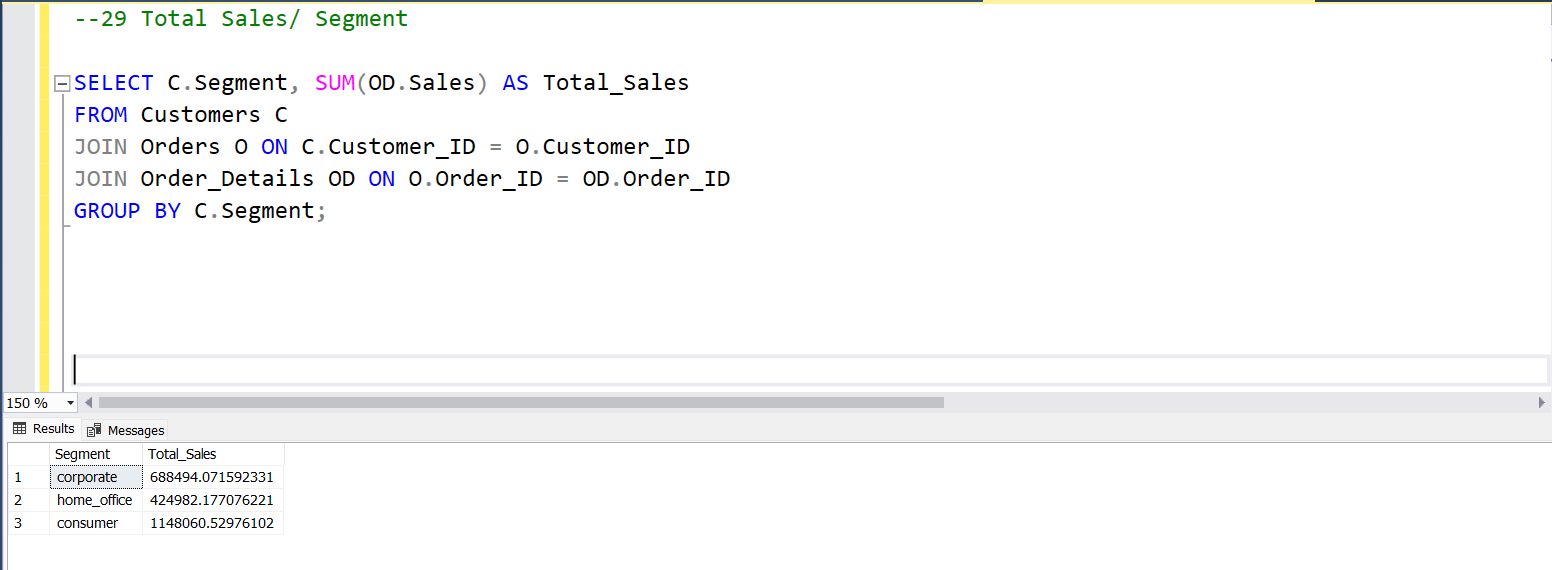 --29 Total Sales/ Segment
SELECT C.Segment, SUM(OD.Sales) AS Total_Sales
FROM Customers C
JOIN Orders O ON C.Customer_ID = O.Customer_ID
JOIN Order_Details OD ON O.Order_ID = OD.Order_ID
GROUP BY C.Segment;
150 %
Results Messages
Segment Total_Sales
1 corporate 688494.071592331
2 home_office 424982.177076221
3 consumer 1148060.52976102